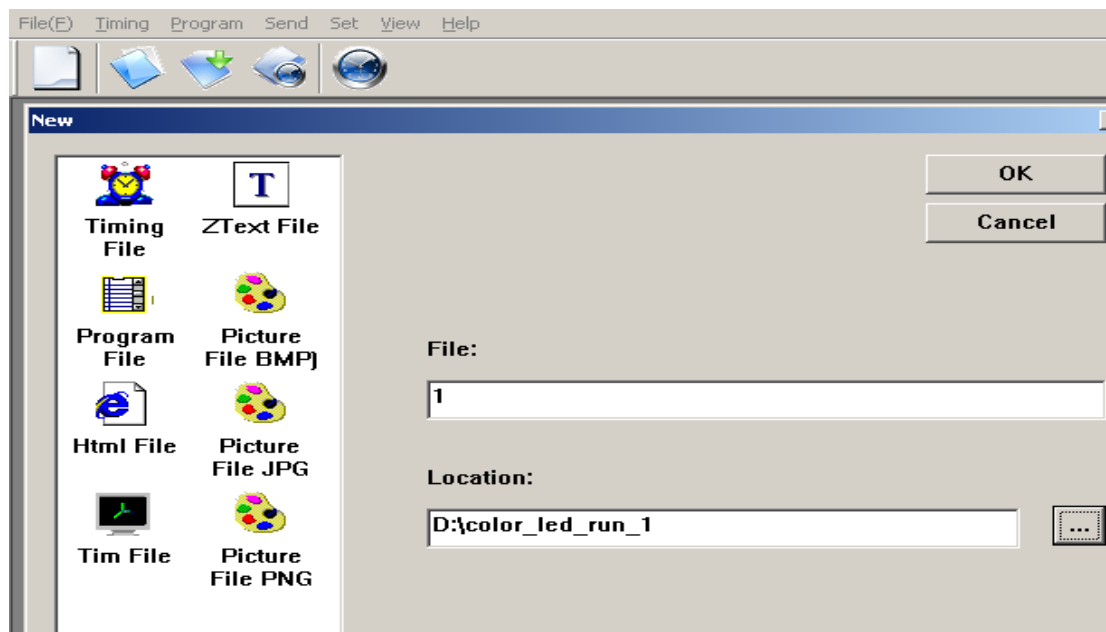 File(F) Timing Program Send Set View Help
New
Timing
File
T
ZText File
Program
File
Picture
File BMP)
Html File
Picture
File JPG
Tim File
Picture
File PNG
OK
Cancel
File:
1
Location:
D:\color_led_run_1
...